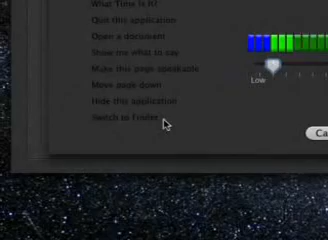 What Time Is It?
Quit this application
Open a document
Show me what to say
Make this page speakable
Move page down
Hide this application
Switch to Finder
Low
Ca